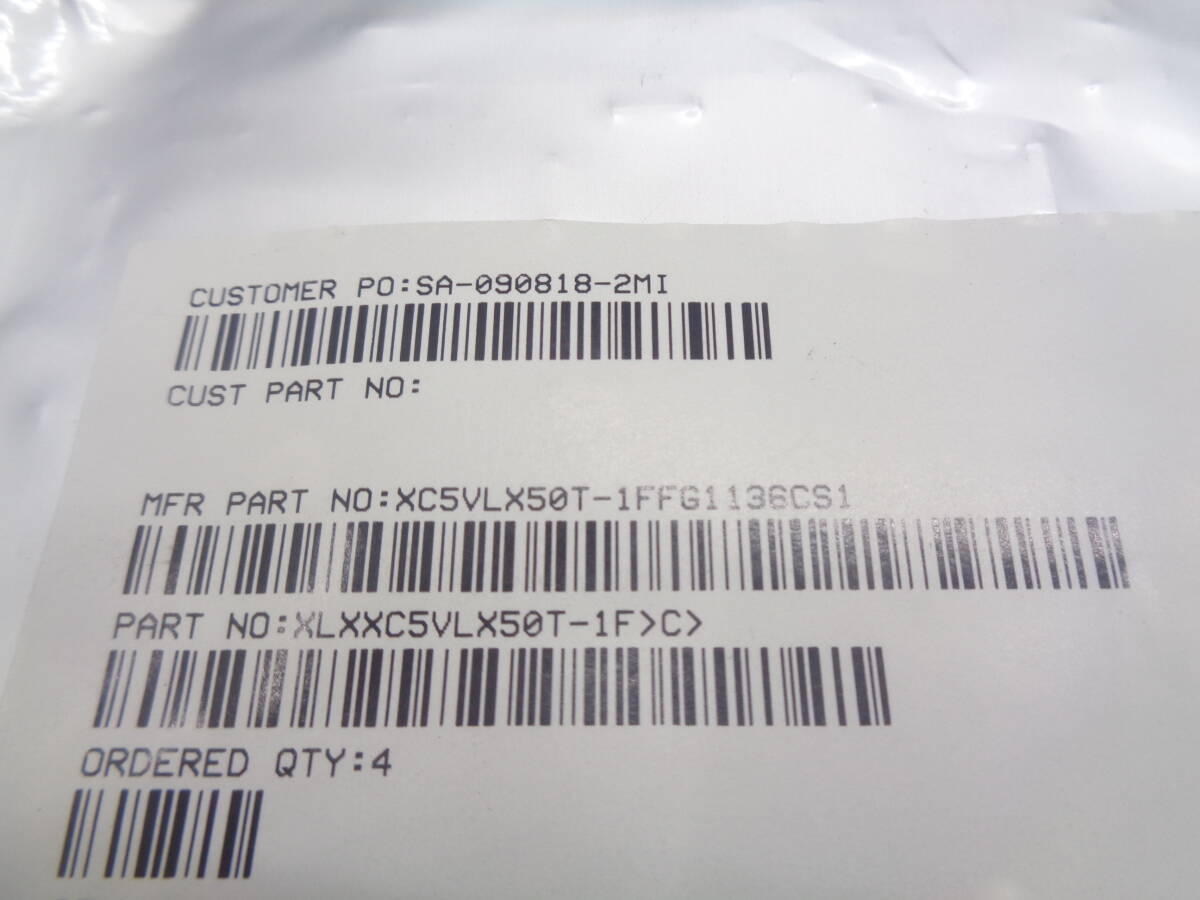 CUSTOMER PO:SA-090818-2MI
CUST PART NO:
MFR PART NO:XC5VLX50T-1FFG1136CS1
PART NO:XLXXC5VLX50T-1F>C>
ORDERED QTY:4